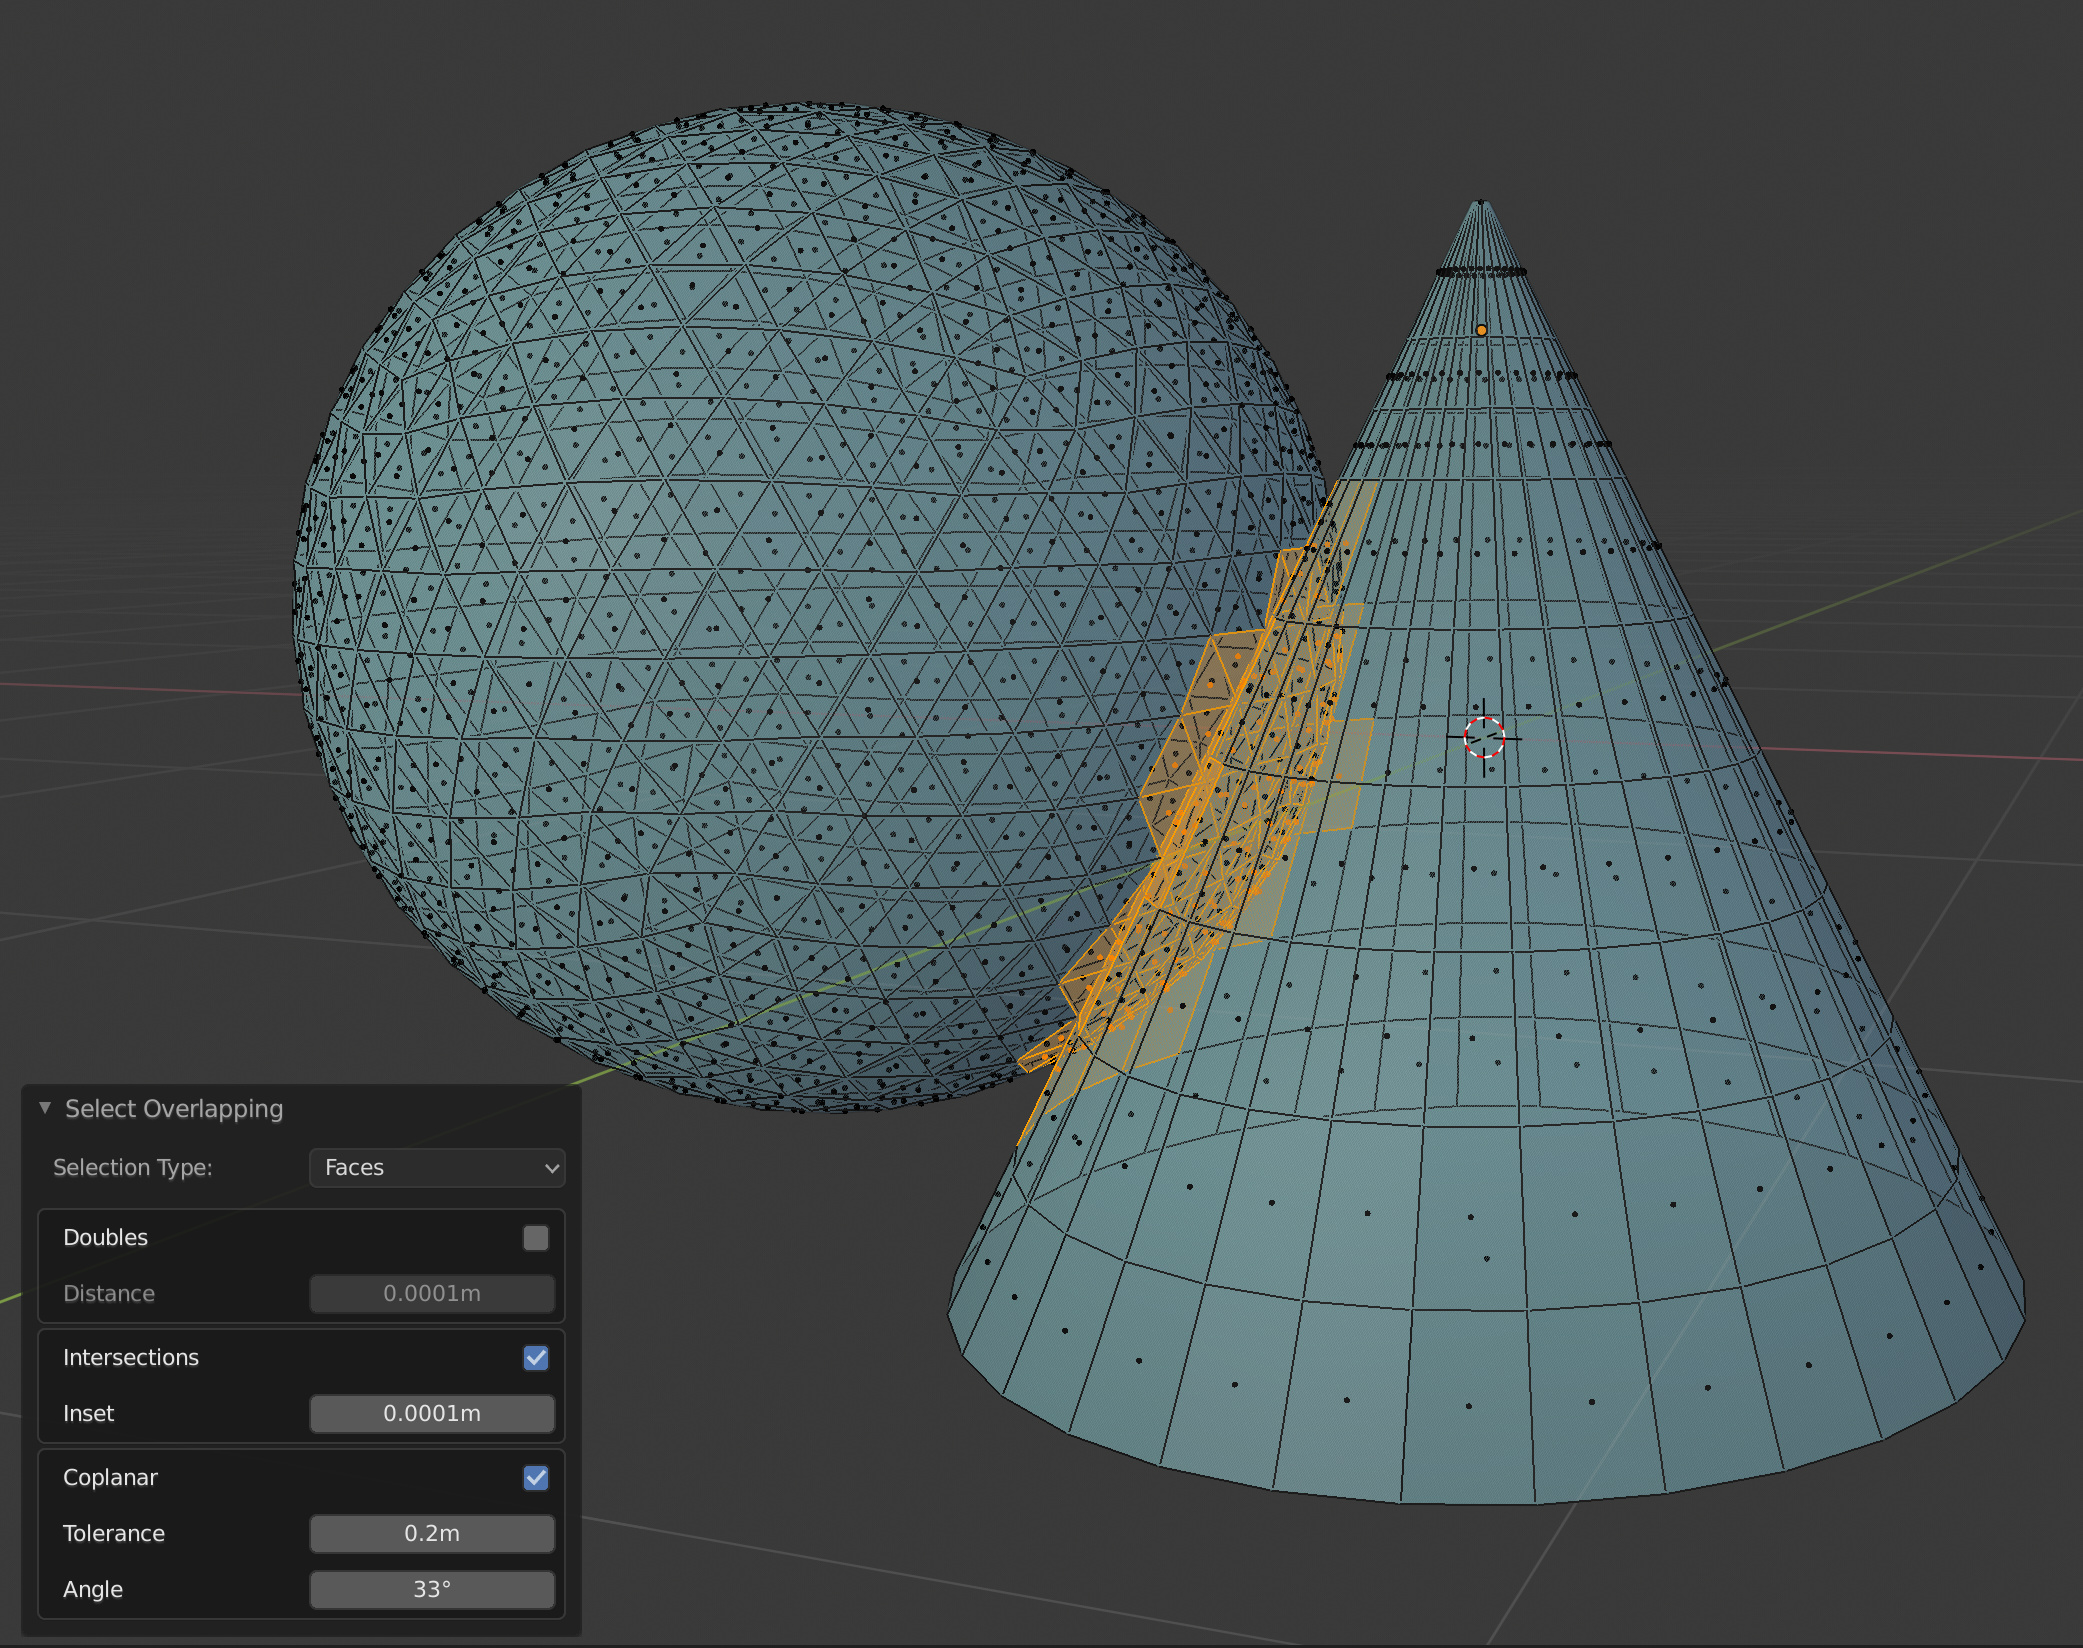 Select Overlapping
Selection Type: Faces
Doubles
Distance 0.0001m
Intersections
Inset 0.0001m
Coplanar
Tolerance 0.2m
Angle 33°